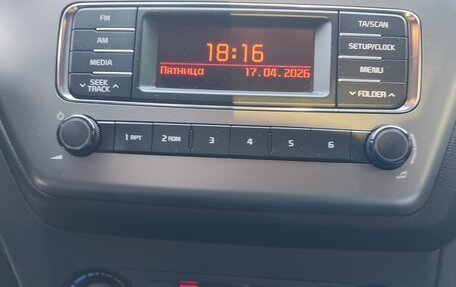 FM
AM
MEDIA
SEEK
TRACK
18:16
Пятница 17.04.2026
TA/SCAN
SETUP/CLOCK
MENU
FOLDER
1 RPT 2 RDM 3 4 5 6